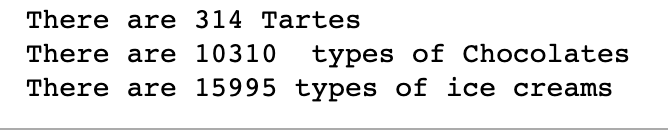 There are 314 Tartes
There are 10310  types of Chocolates
There are 15995 types of ice creams